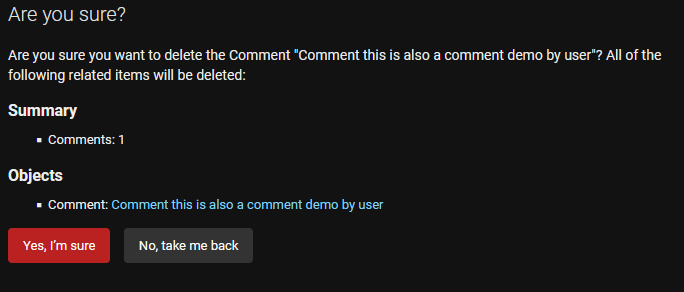 Are you sure?
Are you sure you want to delete the Comment "Comment this is also a comment demo by user"? All of the
following related items will be deleted:
Summary
Comments: 1
Objects
Comment: Comment this is also a comment demo by user
Yes, I’m sure
No, take me back